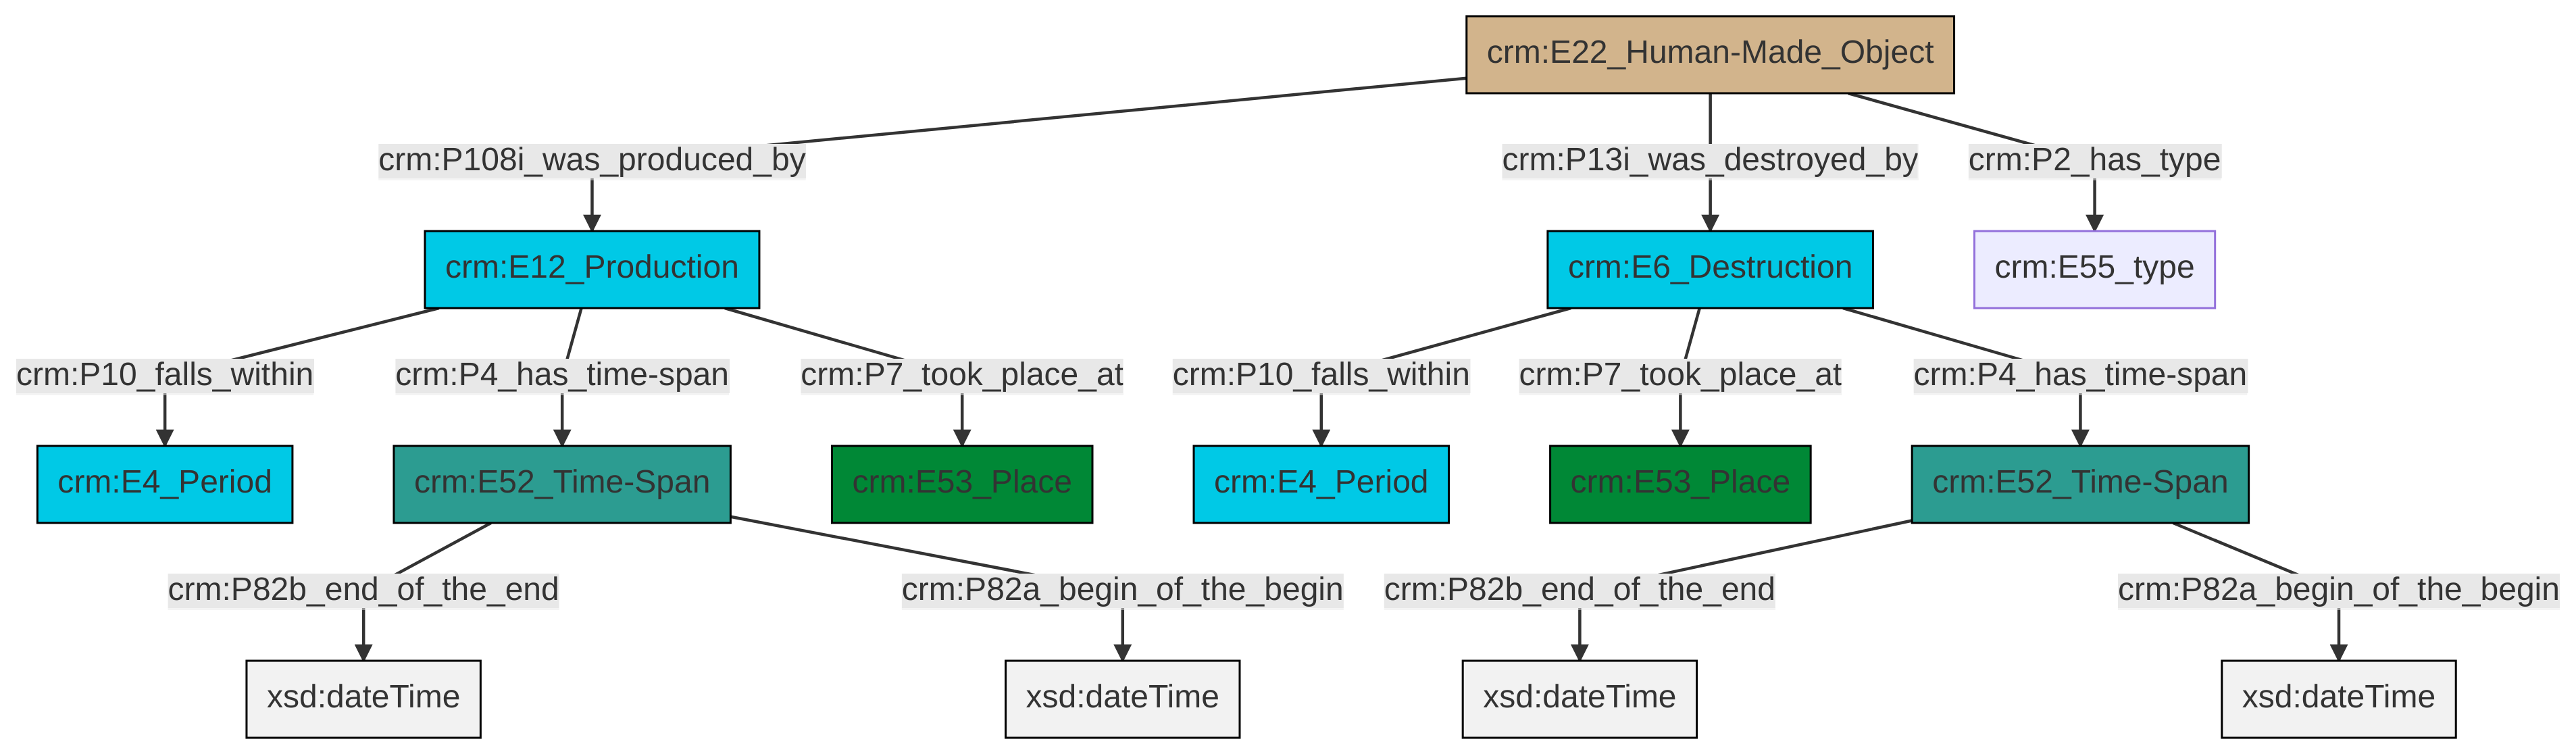 crm:E22_Human-Made_Object
crm:P108i_was_produced_by
crm:P13i_was_destroyed_by
crm:P2_has_type
crm:E12_Production
crm:E6_Destruction
crm:E55_type
crm:P10_falls_within
crm:P4_has_time-span
crm:P7_took_place_at
crm:P10_falls_within
crm:P7_took_place_at
crm:P4_has_time-span
crm:E4_Period
crm:E52_Time-Span
crm:E53_Place
crm:E4_Period
crm:E53_Place
crm:E52_Time-Span
crm:P82b_end_of_the_end
crm:P82a_begin_of_the_begin
crm:P82b_end_of_the_end
crm:P82a_begin_of_the_begin
xsd:dateTime
xsd:dateTime
xsd:dateTime
xsd:dateTime